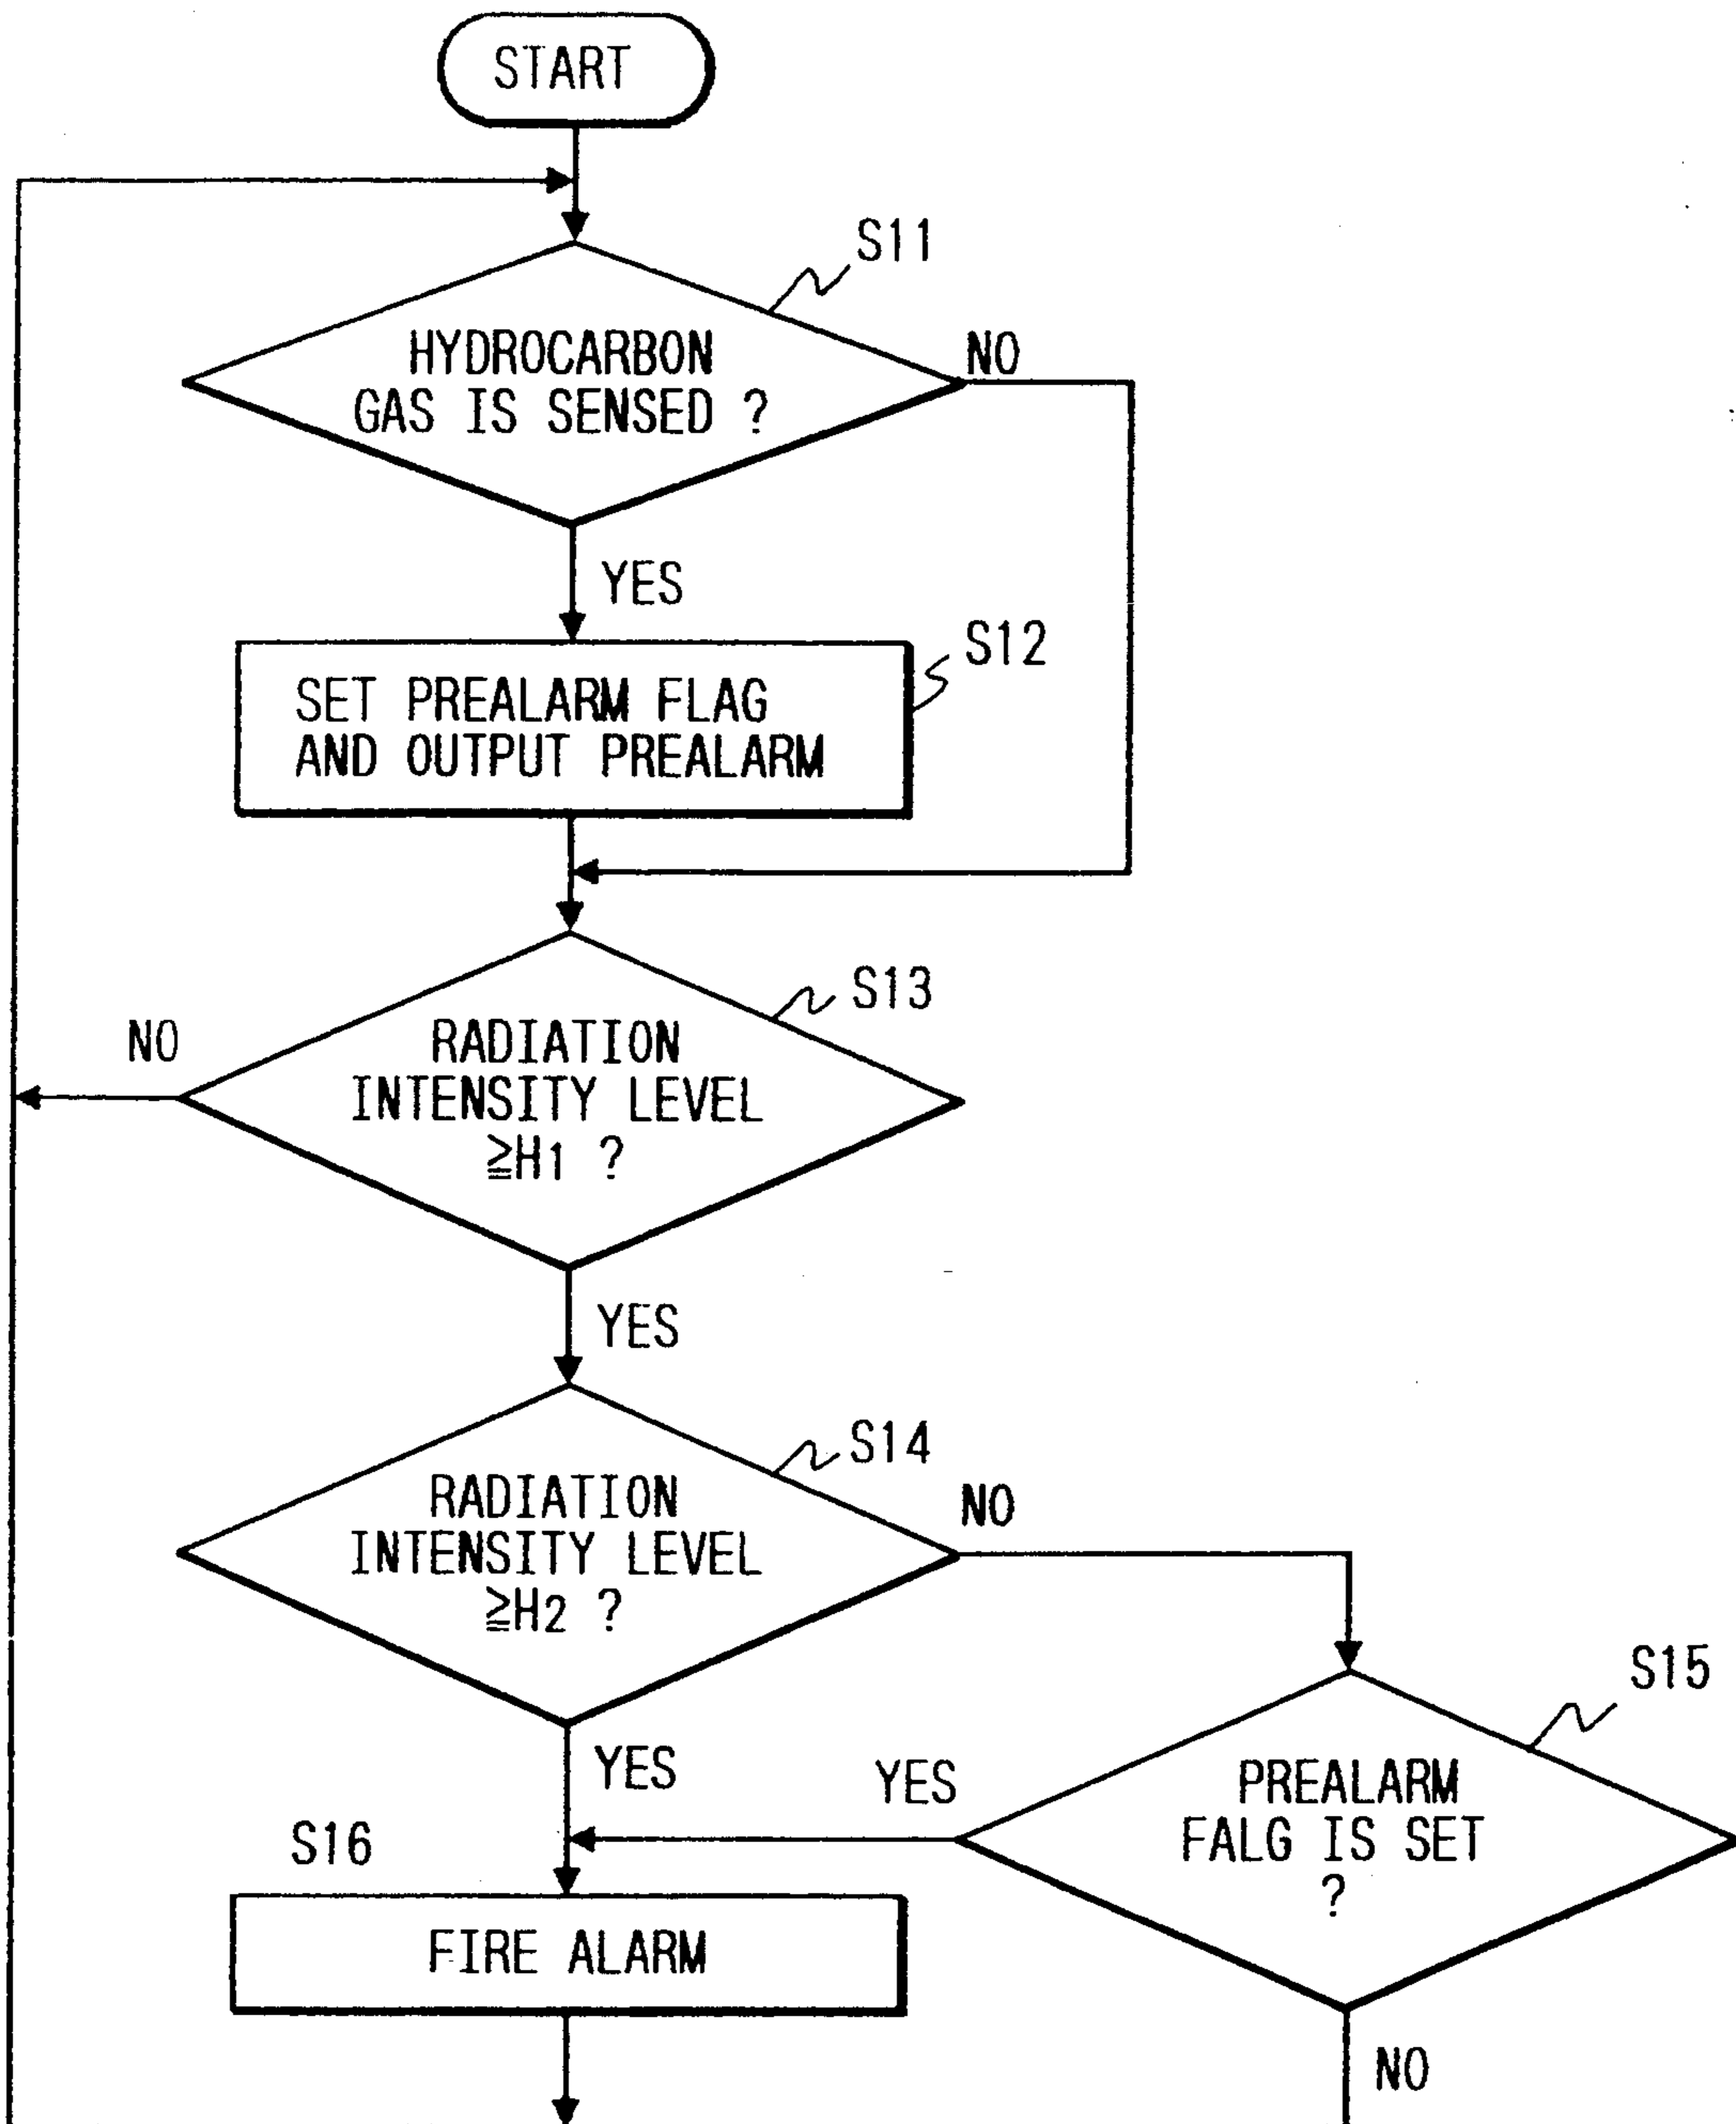 START
S11
HYDROCARBON
GAS IS SENSED ?
NO
YES
S12
SET PREALARM FLAG
AND OUTPUT PREALARM
S13
NO
RADIATION
INTENSITY LEVEL
≧H1 ?
YES
S14
RADIATION
INTENSITY LEVEL
≧H2 ?
NO
S15
YES
YES
PREALARM
FALG IS SET
?
S16
FIRE ALARM
NO